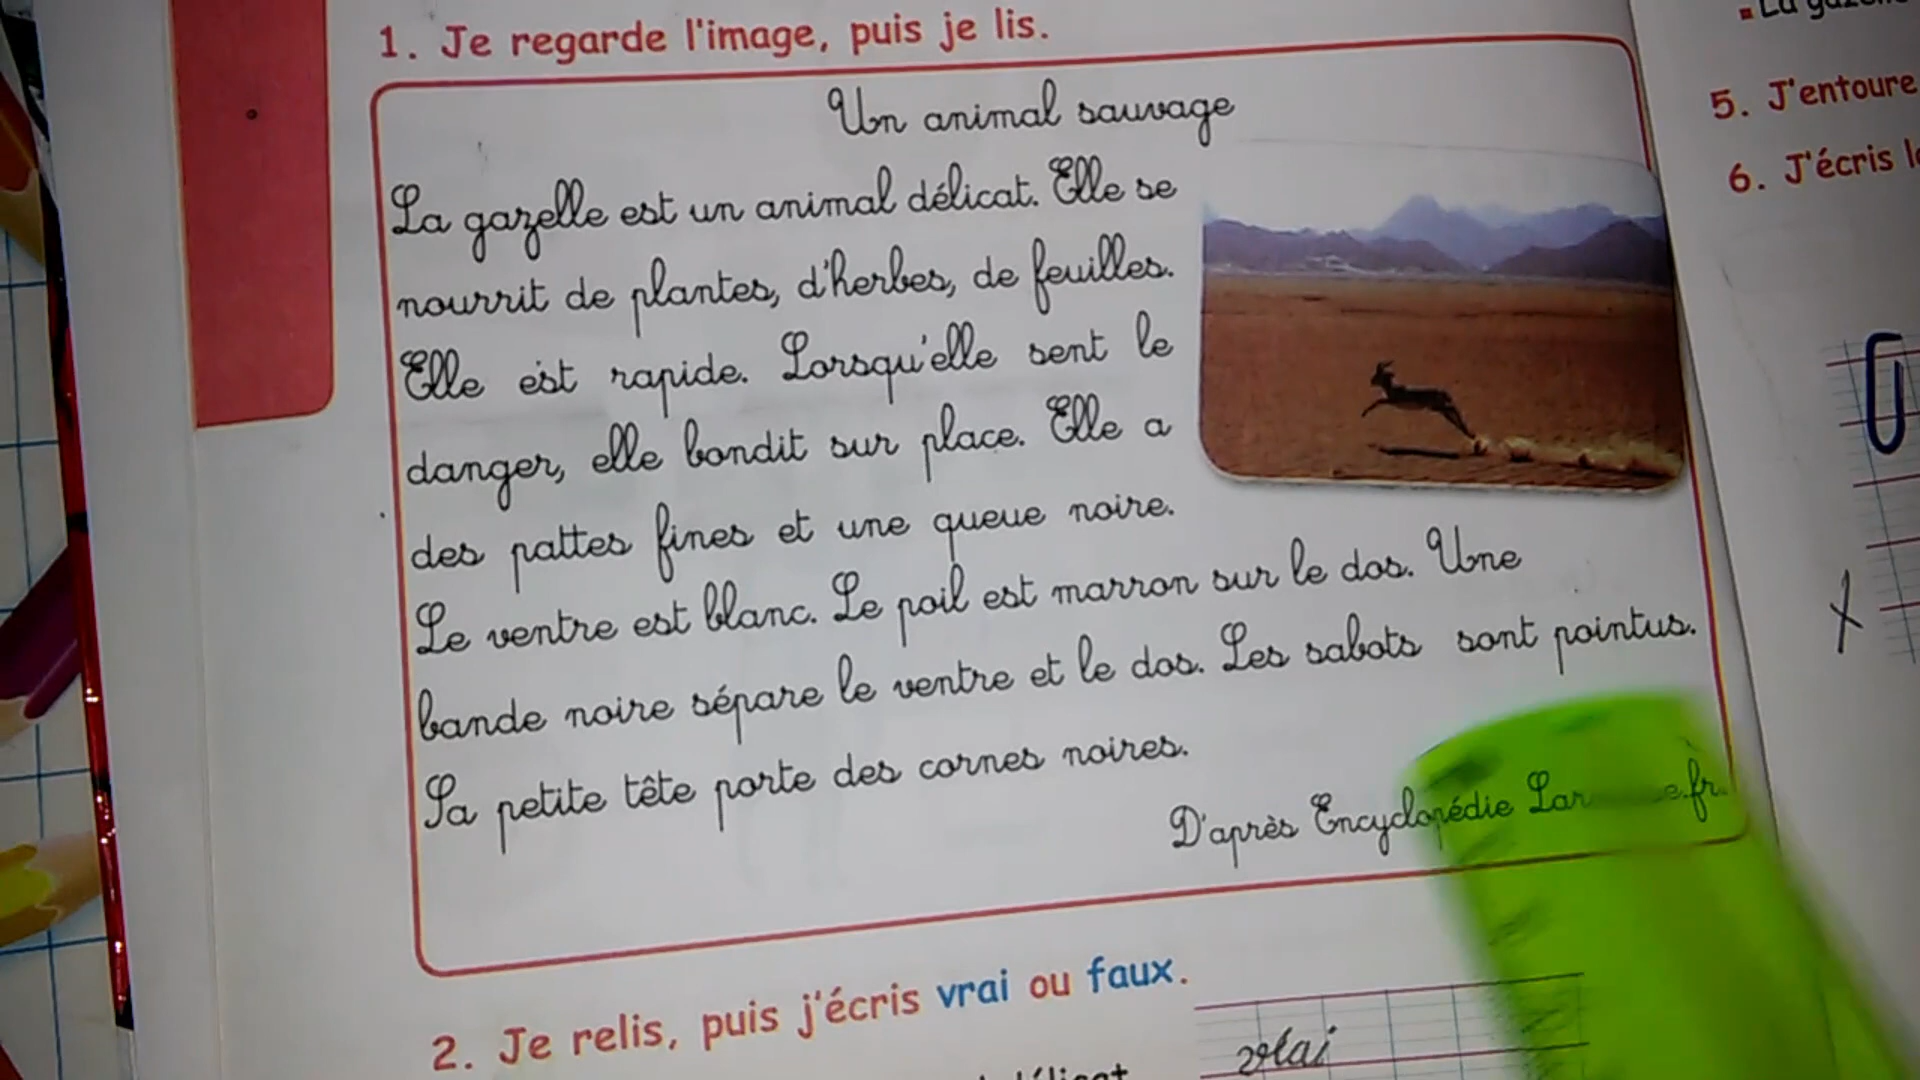 1. Je regarde l'image, puis je lis.
Un animal sauvage
La gazelle est un animal délicat. Elle se
nourrit de plantes, d'herbes, de feuilles.
Elle est rapide. Lorsqu'elle sent le
danger, elle bondit sur place. Elle a
des pattes fines et une queue noire.
Le ventre est blanc. Le poil est marron sur le dos. Une
bande noire sépare le ventre et le dos. Les sabots sont pointus.
Sa petite tête porte des cornes noires.
D'après Encyclopédie
2. Je relis, puis j'écris vrai ou faux.
vrai
La
5. J'entoure
6. J'écris